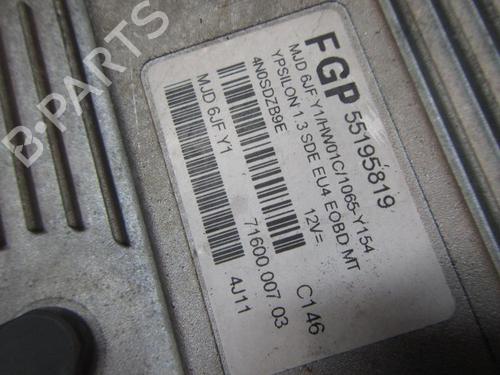 B-PARTS
FGP 55195819
MJD 6JF Y1/HW01C/1065-Y154
YPSILON 1.3 SDE EU4 EOBD MT
4N0SDZB9E 12V=
MJD 6JF Y1 C146
71600.007.03
4J11